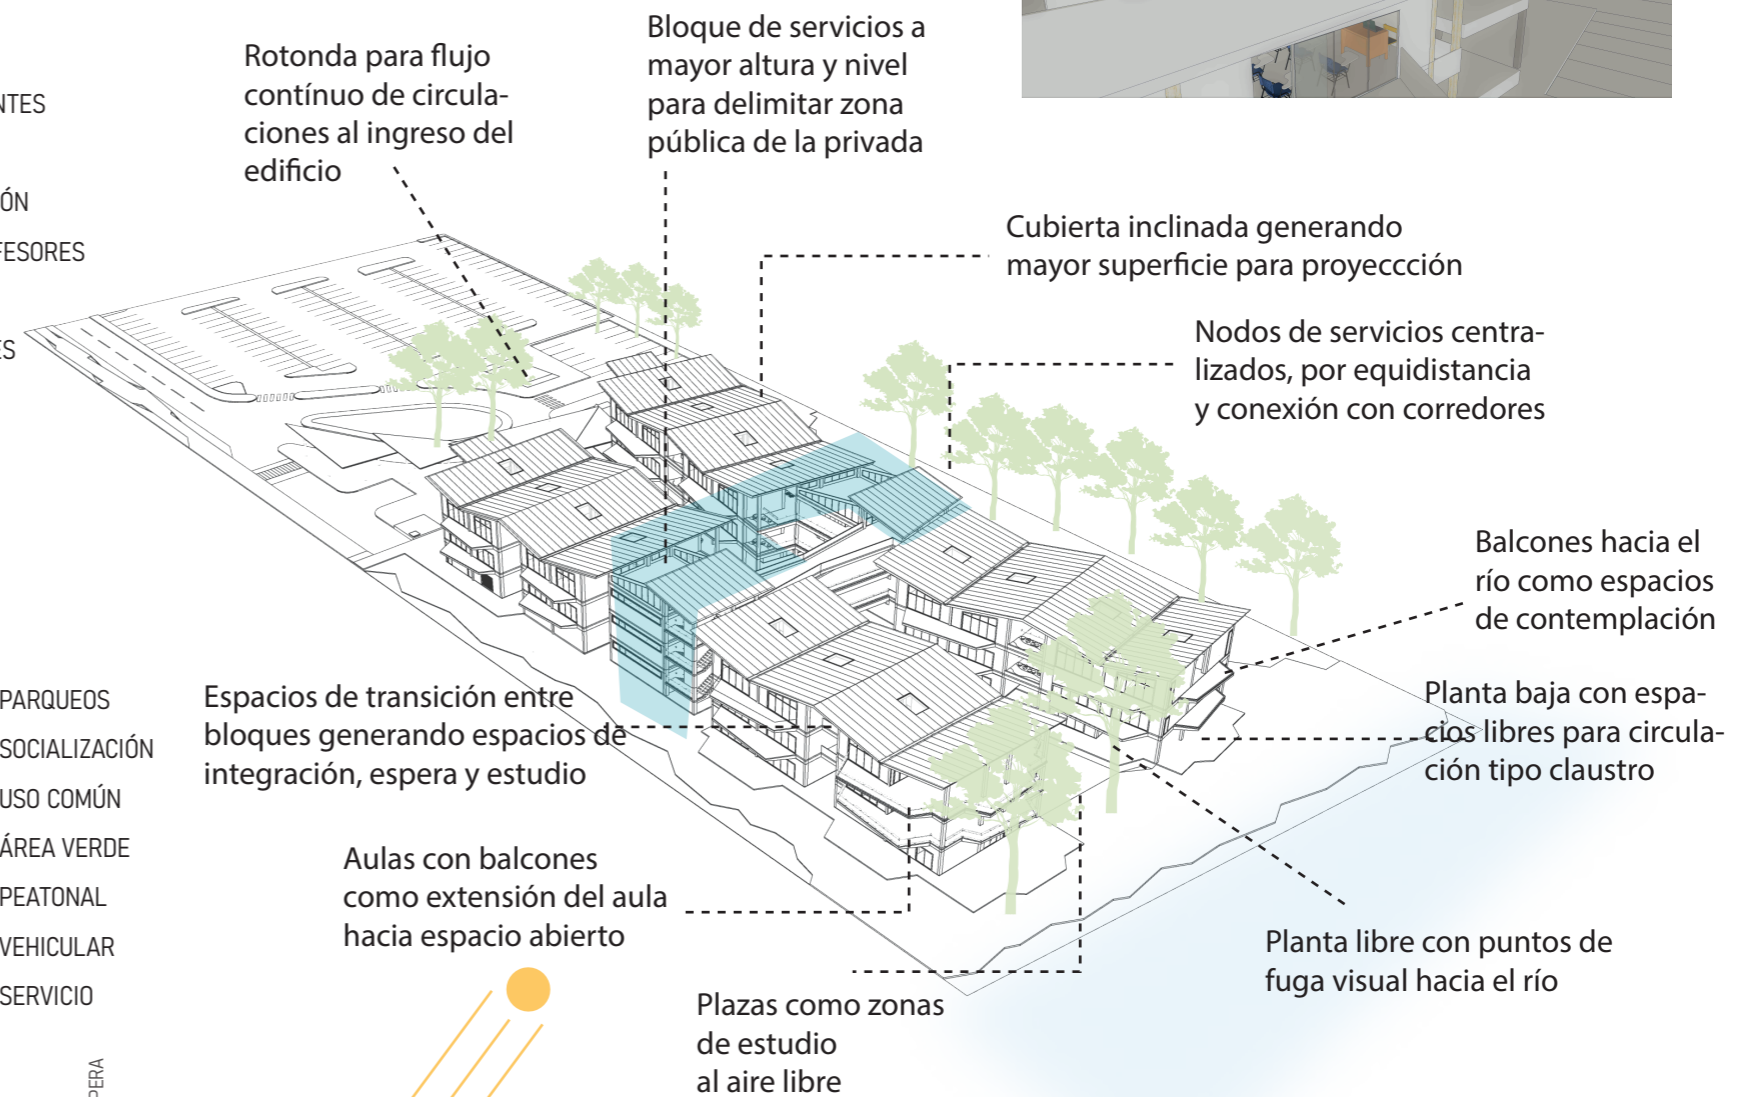 Rotonda para flujo
contínuo de circula-
ciones al ingreso del
edificio
Bloque de servicios a
mayor altura y nivel
para delimitar zona
pública de la privada
Cubierta inclinada generando
mayor superficie para proyeccción
Nodos de servicios centra-
lizados, por equidistancia
y conexión con corredores
Balcones hacia el
río como espacios
de contemplación
Planta baja con espa-
cios libres para circula-
ción tipo claustro
Planta libre con puntos de
fuga visual hacia el río
Plazas como zonas
de estudio
al aire libre
Aulas con balcones
como extensión del aula
hacia espacio abierto
Espacios de transición entre
bloques generando espacios de
integración, espera y estudio
NTES
ÓN
FESORES
ES
PARQUEOS
SOCIALIZACIÓN
USO COMÚN
ÁREA VERDE
PEATONAL
VEHICULAR
SERVICIO
PERA